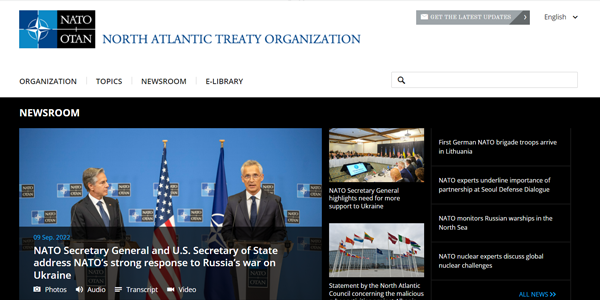 NATO
OTAN
NORTH ATLANTIC TREATY ORGANIZATION
GET THE LATEST UPDATES
English
ORGANIZATION
TOPICS
NEWSROOM
E-LIBRARY
NEWSROOM
09 Sep. 2022
NATO Secretary General and U.S. Secretary of State
address NATO's strong response to Russia's war on
Ukraine
Photos
Audio
Transcript
Video
NATO Secretary General
highlights need for more
support to Ukraine
Statement by the North Atlantic
Council concerning the malicious
First German NATO brigade troops arrive
in Lithuania
NATO experts underline importance of
partnership at Seoul Defense Dialogue
NATO monitors Russian warships in the
North Sea
NATO nuclear experts discuss global
nuclear challenges
ALL NEWS